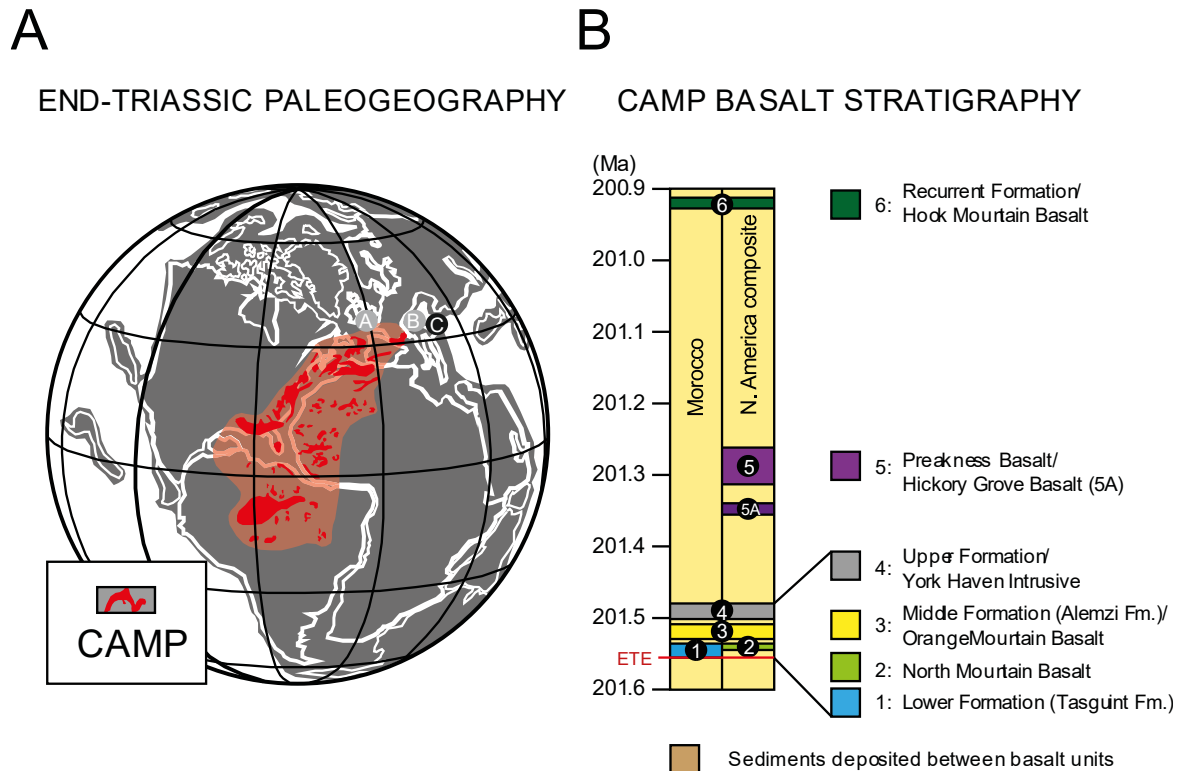 A
END-TRIASSIC PALEOGEOGRAPHY
A
B
C
CAMP
B
CAMP BASALT STRATIGRAPHY
(Ma)
200.9
201.0
201.1
201.2
201.3
201.4
201.5
ETE
201.6
Morocco
N. America composite
6
5
5A
4
3
1
2
6: Recurrent Formation/
Hook Mountain Basalt
5: Preakness Basalt/
Hickory Grove Basalt (5A)
4: Upper Formation/
York Haven Intrusive
3: Middle Formation (Alemzi Fm.)/
OrangeMountain Basalt
2: North Mountain Basalt
1: Lower Formation (Tasguint Fm.)
Sediments deposited between basalt units